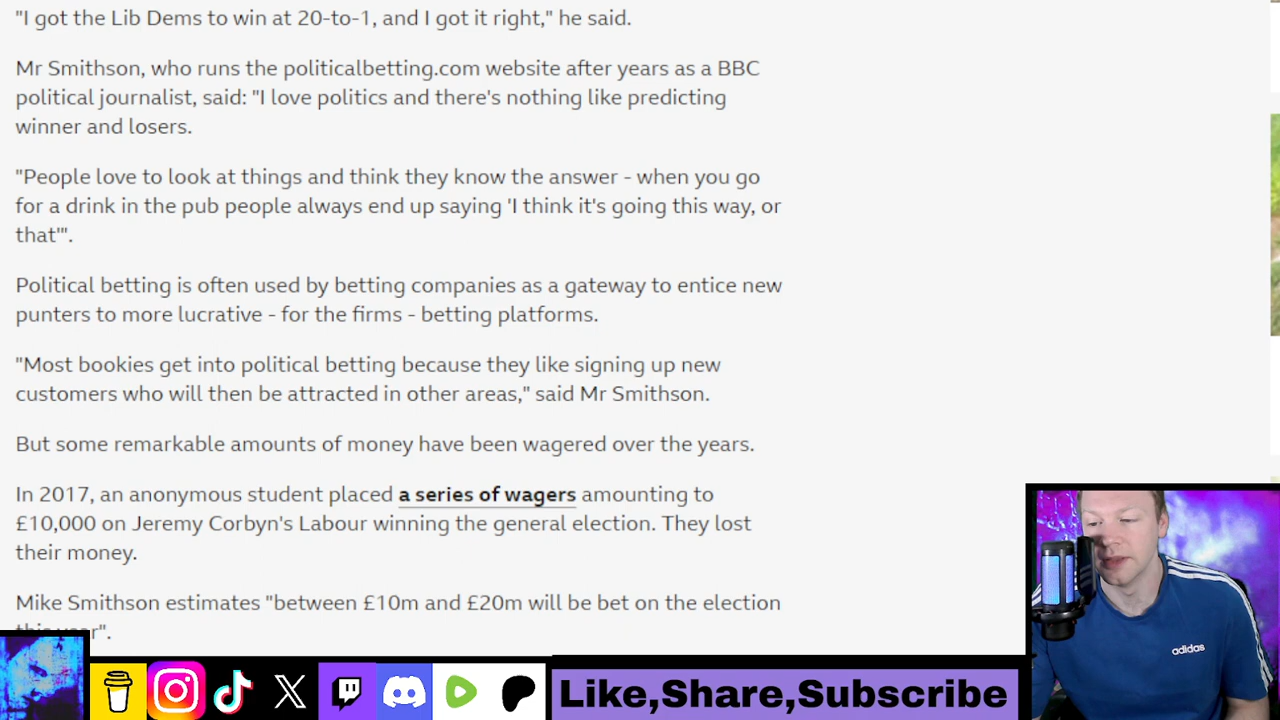 "I got the Lib Dems to win at 20-to-1, and I got it right," he said.
Mr Smithson, who runs the politicalbetting.com website after years as a BBC
political journalist, said: "I love politics and there's nothing like predicting
winner and losers.
"People love to look at things and think they know the answer - when you go
for a drink in the pub people always end up saying 'I think it's going this way, or
that'".
Political betting is often used by betting companies as a gateway to entice new
punters to more lucrative - for the firms - betting platforms.
"Most bookies get into political betting because they like signing up new
customers who will then be attracted in other areas," said Mr Smithson.
But some remarkable amounts of money have been wagered over the years.
In 2017, an anonymous student placed a series of wagers amounting to
£10,000 on Jeremy Corbyn's Labour winning the general election. They lost
their money.
Mike Smithson estimates "between £10m and £20m will be bet on the election
this year".
adidas
Like,Share,Subscribe